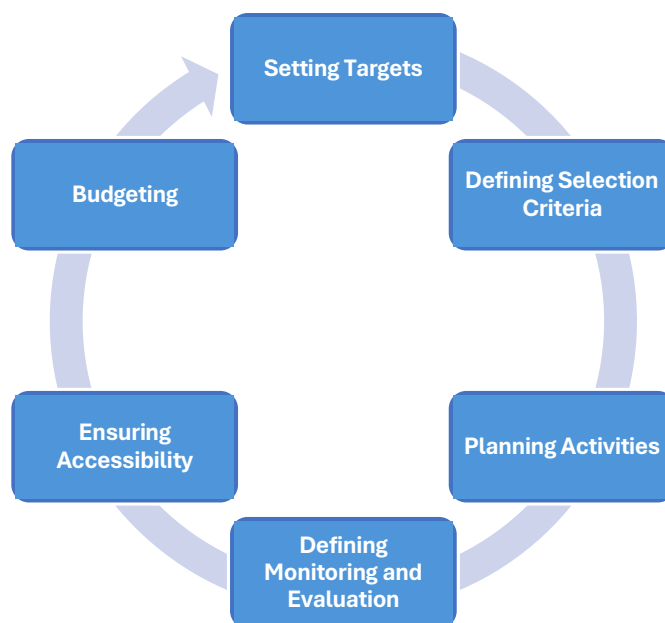 Setting Targets
Defining Selection
Criteria
Planning Activities
Defining
Monitoring and
Evaluation
Ensuring
Accessibility
Budgeting